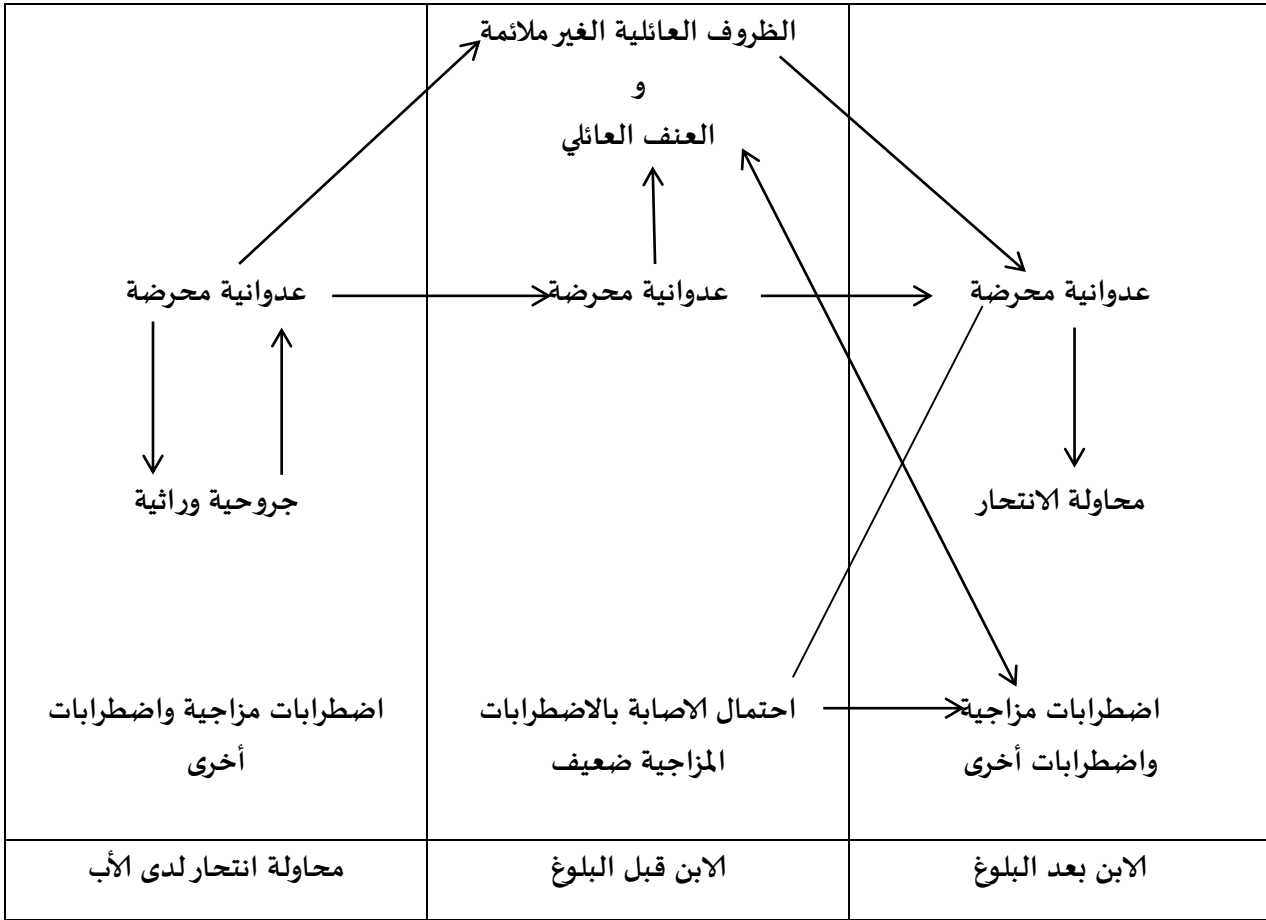 الظروف العائلية الغير ملائمة
و
العنف العائلي
عدوانية محرضة
عدوانية محرضة
عدوانية محرضة
محاولة الانتحار
جروحية وراثية
اضطرابات مزاجية
واضطرابات أخرى
احتمال الاصابة بالاضطرابات
المزاجية ضعيف
اضطرابات مزاجية واضطرابات
أخرى
الابن بعد البلوغ
الابن قبل البلوغ
محاولة انتحار لدى الأب